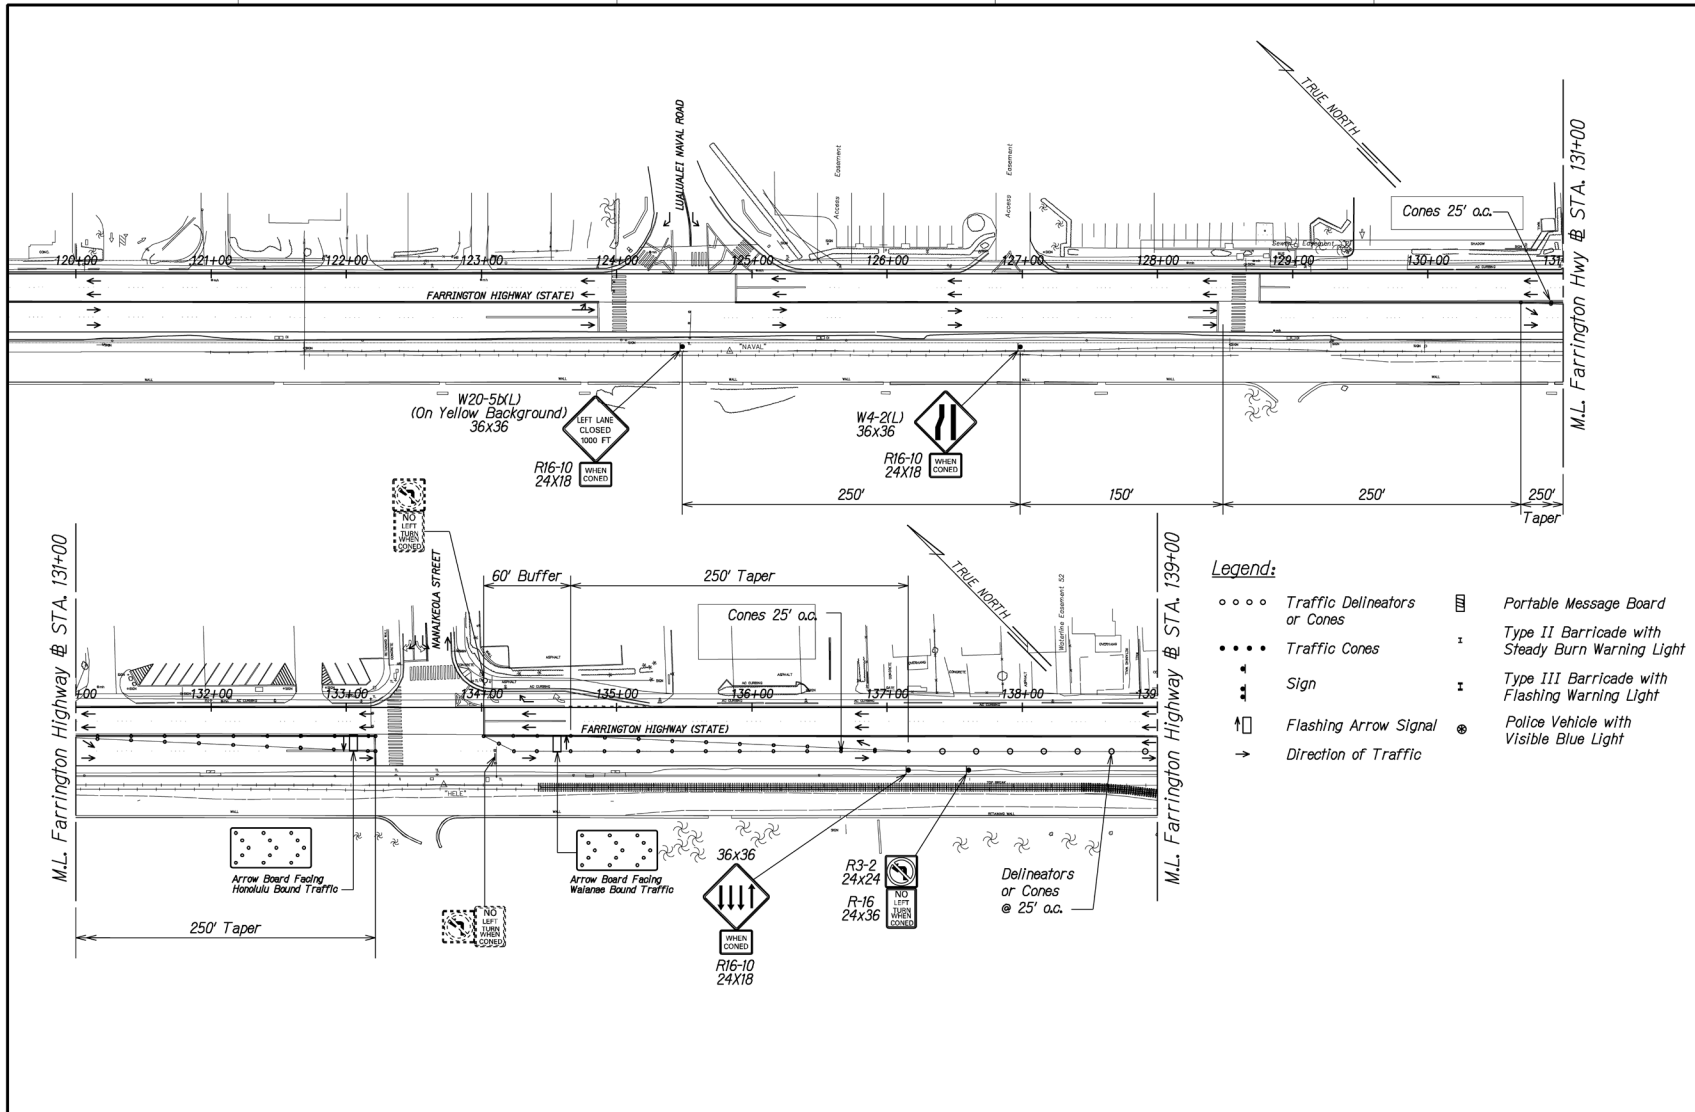 TRUE NORTH
LUALUALEI NAVAL ROAD
Access Easement
Access Easement
Cones 25' o.c.
M.L. Farrington Hwy ⅊ STA. 131+00
120+00
121+00
122+00
123+00
124+00
125+00
126+00
127+00
128+00
129+00
130+00
131
FARRINGTON HIGHWAY (STATE)
"NAVAL"
W20-5b(L)
(On Yellow Background)
36x36
LEFT LANE
CLOSED
1000 FT
R16-10
24X18
WHEN
CONED
W4-2(L)
36x36
R16-10
24X18
WHEN
CONED
250'
150'
250'
250'
Taper
M.L. Farrington Highway ⅊ STA. 131+00
NO
LEFT
TURN
WHEN
CONED
NANAIKEOLA STREET
60' Buffer
250' Taper
Cones 25' o.c.
TRUE NORTH
Waterline Easement 52
M.L. Farrington Highway ⅊ STA. 139+00
+00
132+00
133+00
134+00
135+00
136+00
137+00
138+00
139
FARRINGTON HIGHWAY (STATE)
"HELE"
Arrow Board Facing
Honolulu Bound Traffic
Arrow Board Facing
Waianae Bound Traffic
250' Taper
NO
LEFT
TURN
WHEN
CONED
36x36
WHEN
CONED
R16-10
24X18
R3-2
24x24
R-16
24x36
NO
LEFT
TURN
WHEN
CONED
Delineators
or Cones
@ 25' o.c.
Legend:
Traffic Delineators
or Cones
Traffic Cones
Sign
Flashing Arrow Signal
Direction of Traffic
Portable Message Board
Type II Barricade with
Steady Burn Warning Light
Type III Barricade with
Flashing Warning Light
Police Vehicle with
Visible Blue Light